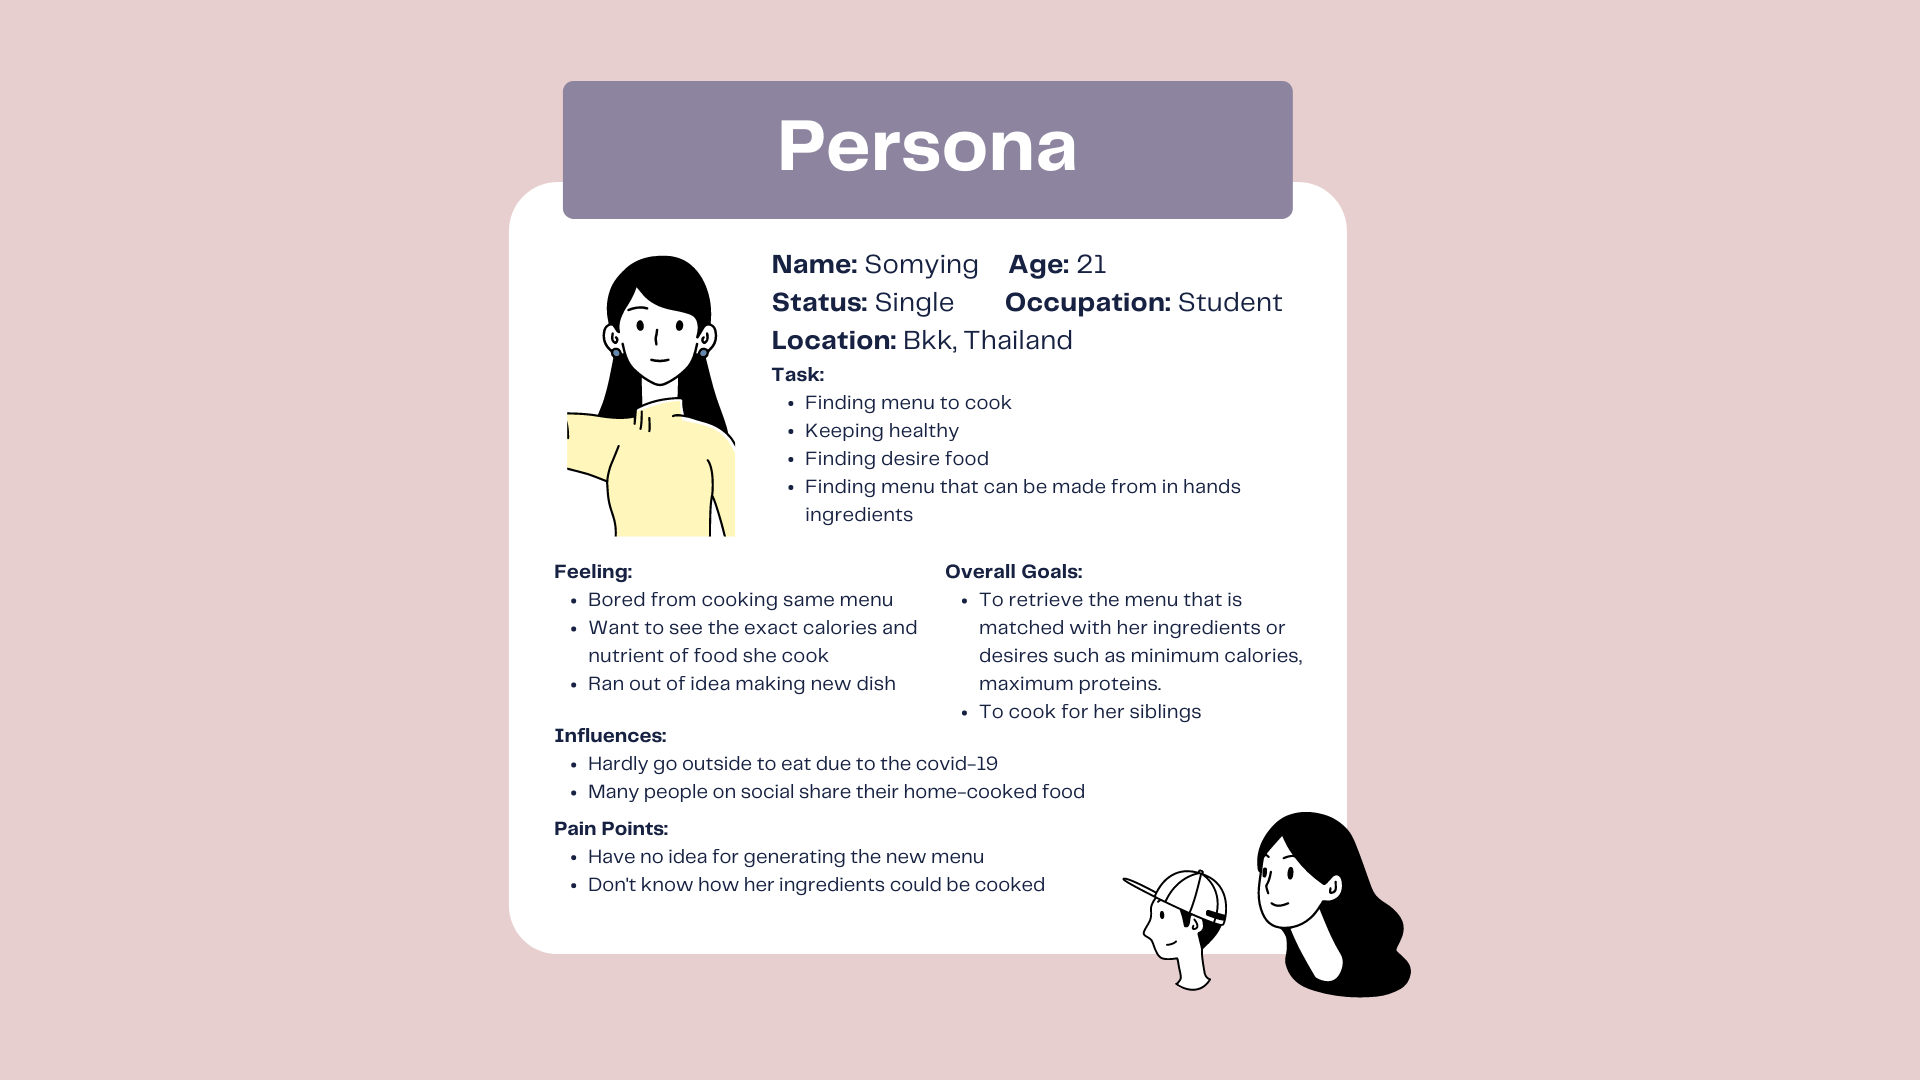 Persona
Name: Somying Age: 21
Status: Single Occupation: Student
Location: Bkk, Thailand
Task:
• Finding menu to cook
• Keeping healthy
• Finding desire food
• Finding menu that can be made from in hands
ingredients
Feeling:
• Bored from cooking same menu
• Want to see the exact calories and
nutrient of food she cook
• Ran out of idea making new dish
Overall Goals:
• To retrieve the menu that is
matched with her ingredients or
desires such as minimum calories,
maximum proteins.
• To cook for her siblings
Influences:
• Hardly go outside to eat due to the covid-19
• Many people on social share their home-cooked food
Pain Points:
• Have no idea for generating the new menu
• Don't know how her ingredients could be cooked